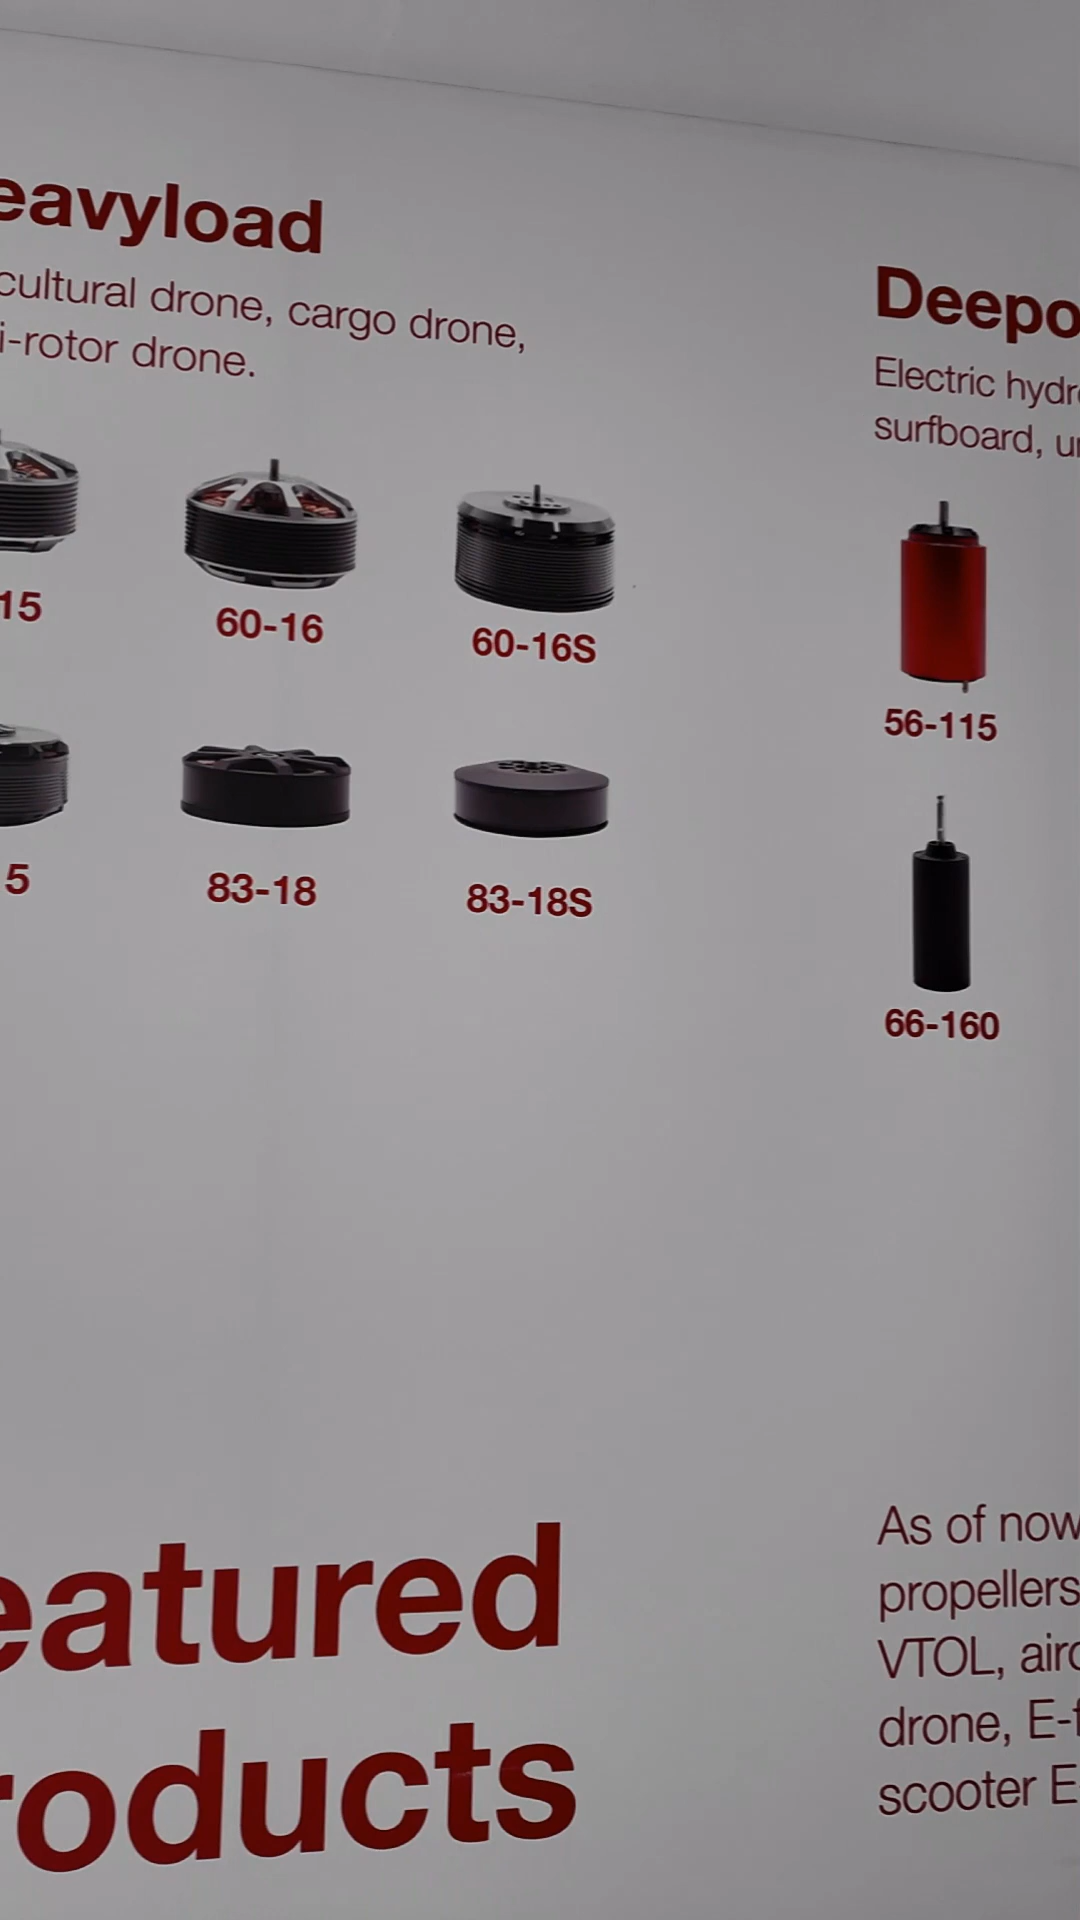 eavyload
cultural drone, cargo drone,
i-rotor drone.
15
60-16
60-16S
5
83-18
83-18S
Deepo
Electric hydr
surfboard, u
56-115
66-160
eatured
roducts
As of now
propellers
VTOL, airc
drone, E-f
scooter E